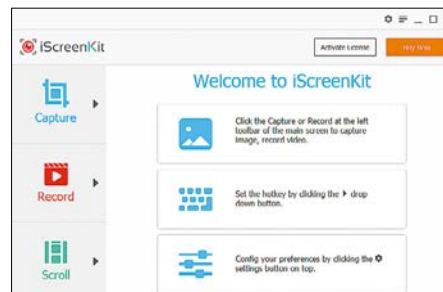 iScreenKit
Activate License
Buy Now
Welcome to iScreenKit
Capture
Click the Capture or Record at the left
toolbar of the main screen to capture
image, record video.
Record
Set the hotkey by clicking the ▶ drop
down button.
Scroll
Config your preferences by clicking the ⚙
settings button on top.